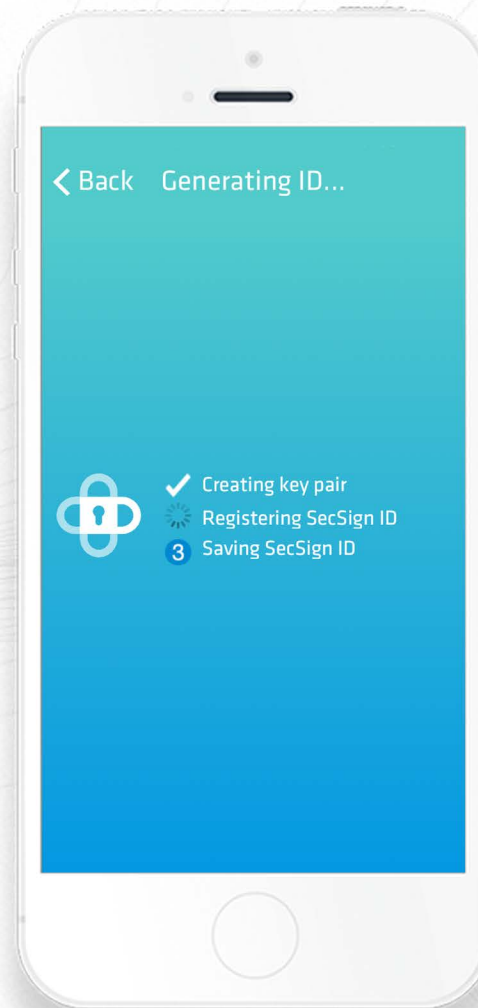 Back Generating ID...
Creating key pair
Registering SecSign ID
3 Saving SecSign ID